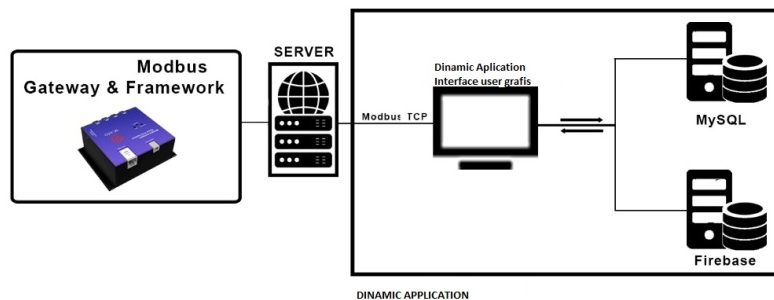 Modbus
Gateway & Framework
SERVER
Modbus TCP
Dinamic Aplication
Interface user grafis
MySQL
Firebase
DINAMIC APPLICATION